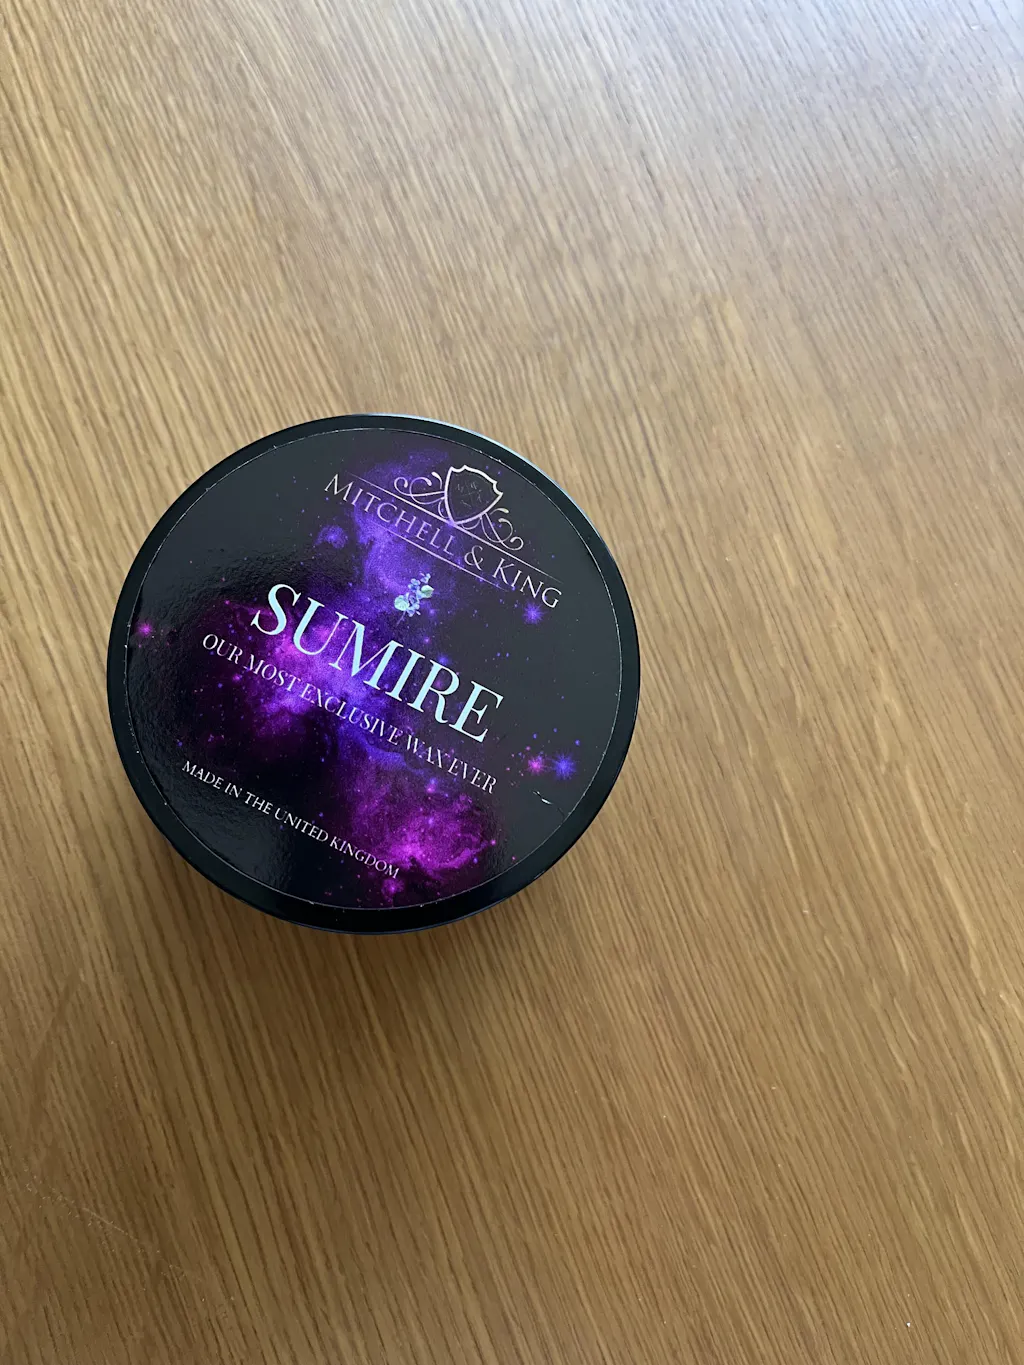 MITCHELL & KING
SUMIRE
OUR MOST EXCLUSIVE WAX EVER
MADE IN THE UNITED KINGDOM